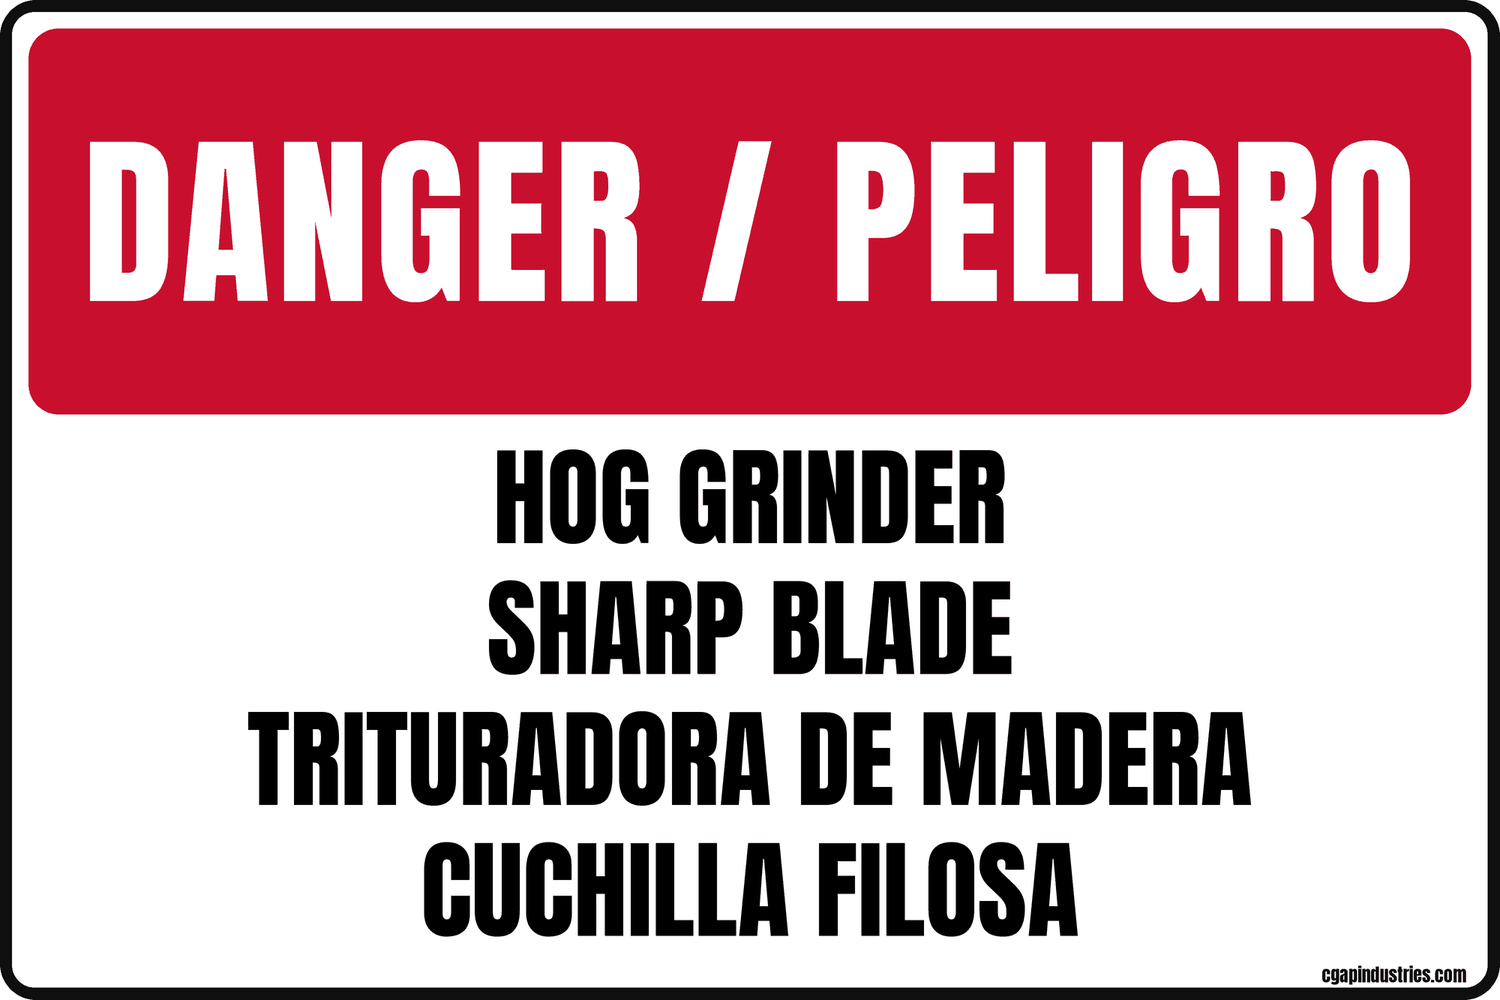 DANGER / PELIGRO
HOG GRINDER
SHARP BLADE
TRITURADORA DE MADERA
CUCHILLA FILOSA
cgapindustries.com